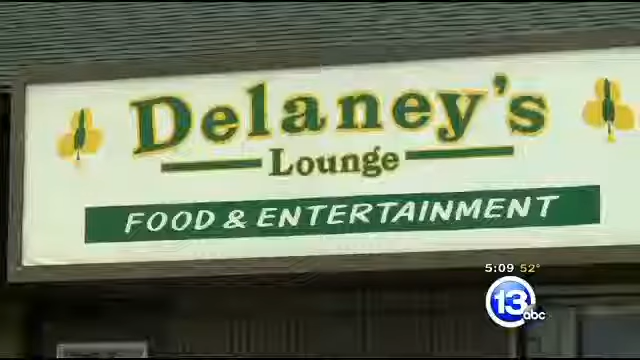 Delaney's
Lounge
FOOD & ENTERTAINMENT
5:09 52°
13
abc